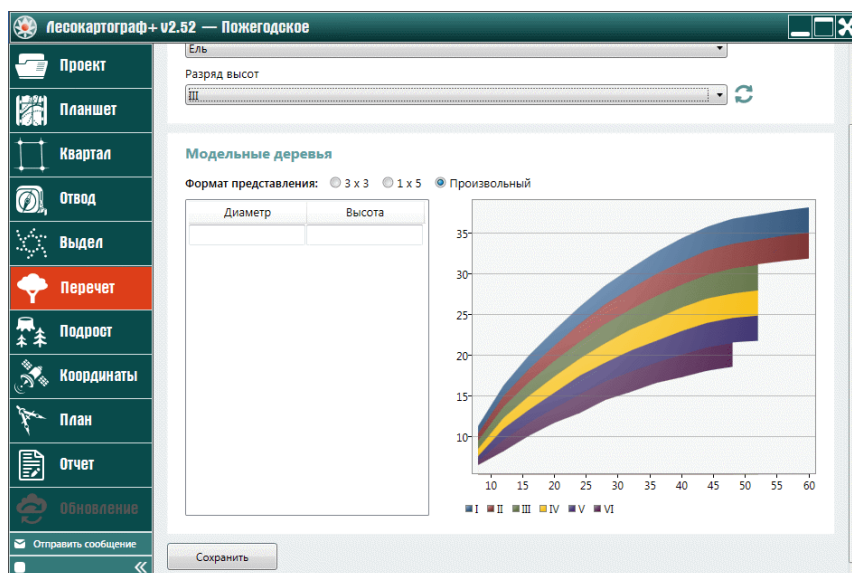 Лесокартограф+ v2.52 — Пожегодское
Проект
Планшет
Квартал
Отвод
Выдел
Перечет
Подрост
Координаты
План
Отчет
Обновление
Отправить сообщение
Ель
Разряд высот
III
Модельные деревья
Формат представления: 3 x 3 1 x 5 Произвольный
Диаметр Высота
35
30
25
20
15
10
10 15 20 25 30 35 40 45 50 55 60
I II III IV V VI
Сохранить